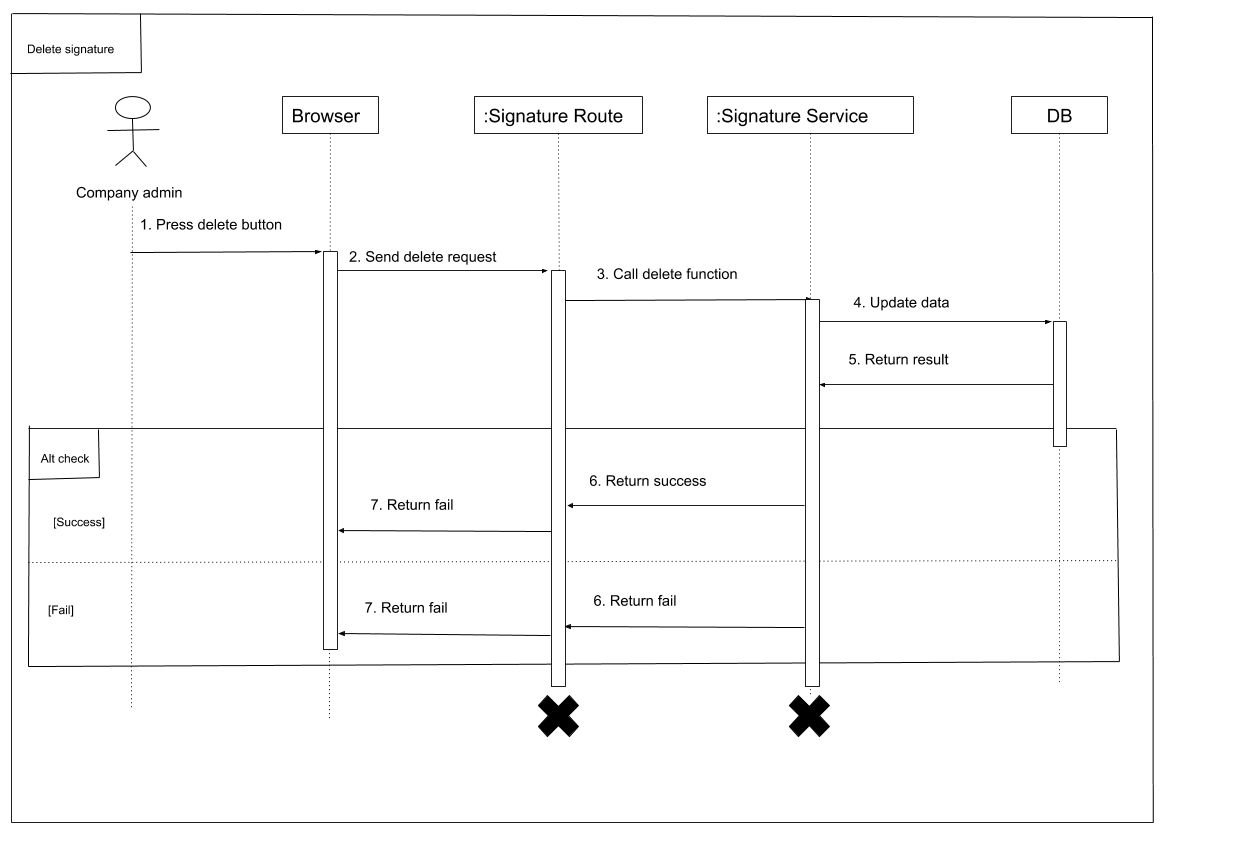 Delete signature
Browser
:Signature Route
:Signature Service
DB
Company admin
1. Press delete button
2. Send delete request
3. Call delete function
4. Update data
5. Return result
Alt check
6. Return success
7. Return fail
[Success]
6. Return fail
7. Return fail
[Fail]